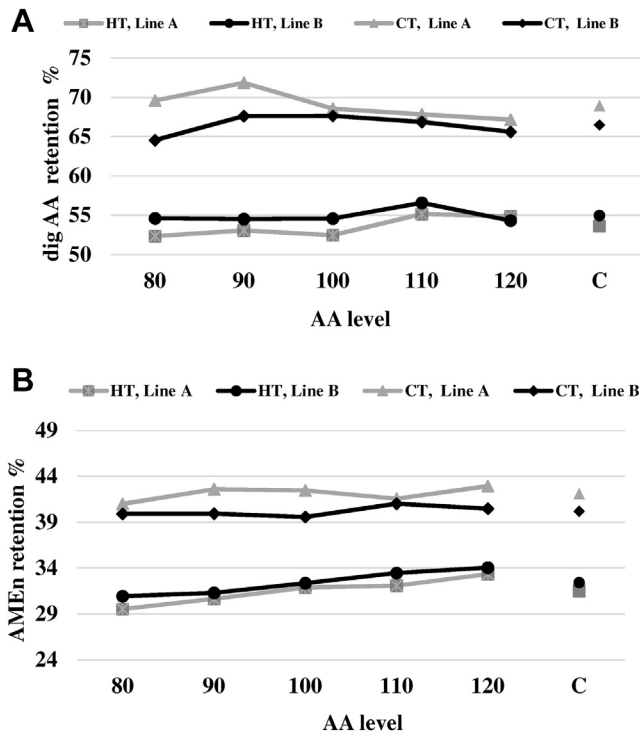 A
HT, Line A
HT, Line B
CT, Line A
CT, Line B
dig AA retention %
75
70
65
60
55
50
80 90 100 110 120 C
AA level
B
HT, Line A
HT, Line B
CT, Line A
CT, Line B
AMEn retention %
49
44
39
34
29
24
80 90 100 110 120 C
AA level